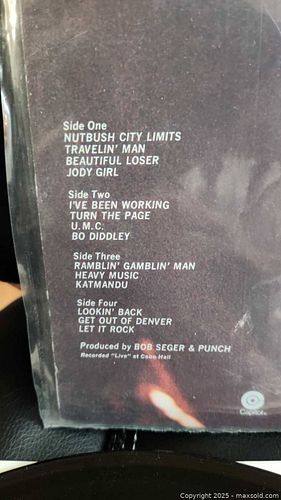 Side One
NUTBUSH CITY LIMITS
TRAVELIN' MAN
BEAUTIFUL LOSER
JODY GIRL
Side Two
I'VE BEEN WORKING
TURN THE PAGE
U.M.C.
BO DIDDLEY
Side Three
RAMBLIN' GAMBLIN' MAN
HEAVY MUSIC
KATMANDU
Side Four
LOOKIN' BACK
GET OUT OF DENVER
LET IT ROCK
Produced by BOB SEGER & PUNCH
Recorded "Live" at Cobo Hall
Capitol
Copyright 2025 - maxsold.com